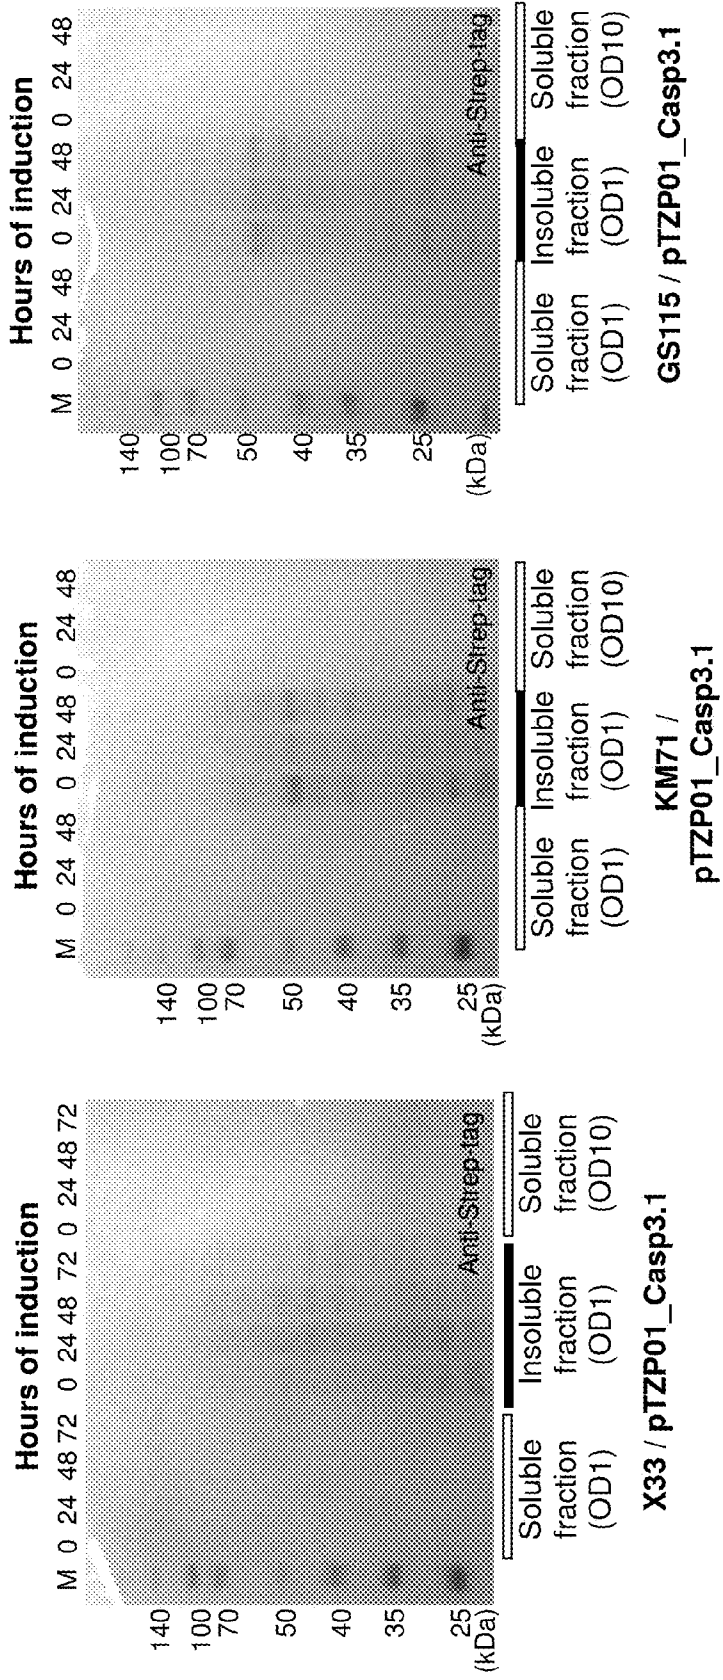 Hours of induction
M 0 24 48 72 0 24 48 72 0 24 48 72
140
100
70
50
40
35
25
(kDa)
Anti-Strep-tag
Soluble
fraction
(OD1)
Insoluble
fraction
(OD1)
Soluble
fraction
(OD10)
X33 / pTZP01_Casp3.1
Hours of induction
M 0 24 48 0 24 48 0 24 48
140
100
70
50
40
35
25
(kDa)
Anti-Strep-tag
Soluble
fraction
(OD1)
Insoluble
fraction
(OD1)
Soluble
fraction
(OD10)
KM71 /
pTZP01_Casp3.1
Hours of induction
M 0 24 48 0 24 48 0 24 48
140
100
70
50
40
35
25
(kDa)
Anti-Strep-tag
Soluble
fraction
(OD1)
Insoluble
fraction
(OD1)
Soluble
fraction
(OD10)
GS115 / pTZP01_Casp3.1